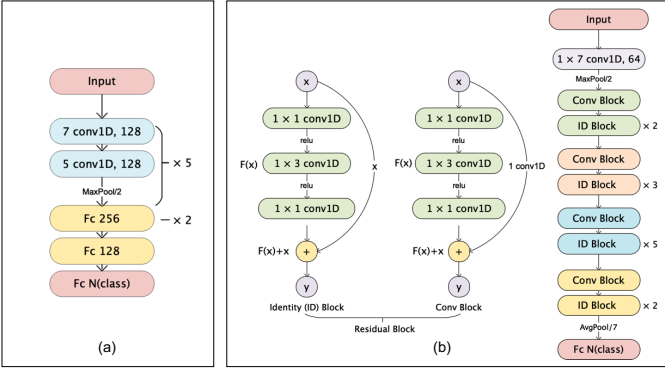 Input
7 conv1D, 128
5 conv1D, 128
× 5
MaxPool/2
Fc 256
× 2
Fc 128
Fc N(class)
(a)
x
1 × 1 conv1D
relu
F(x)
1 × 3 conv1D
x
relu
1 × 1 conv1D
F(x)+x
+
y
Identity (ID) Block
x
1 × 1 conv1D
relu
F(x)
1 × 3 conv1D
1 conv1D
relu
1 × 1 conv1D
F(x)+x
+
y
Conv Block
Residual Block
(b)
Input
1 × 7 conv1D, 64
MaxPool/2
Conv Block
ID Block
× 2
Conv Block
ID Block
× 3
Conv Block
ID Block
× 5
Conv Block
ID Block
× 2
AvgPool/7
Fc N(class)